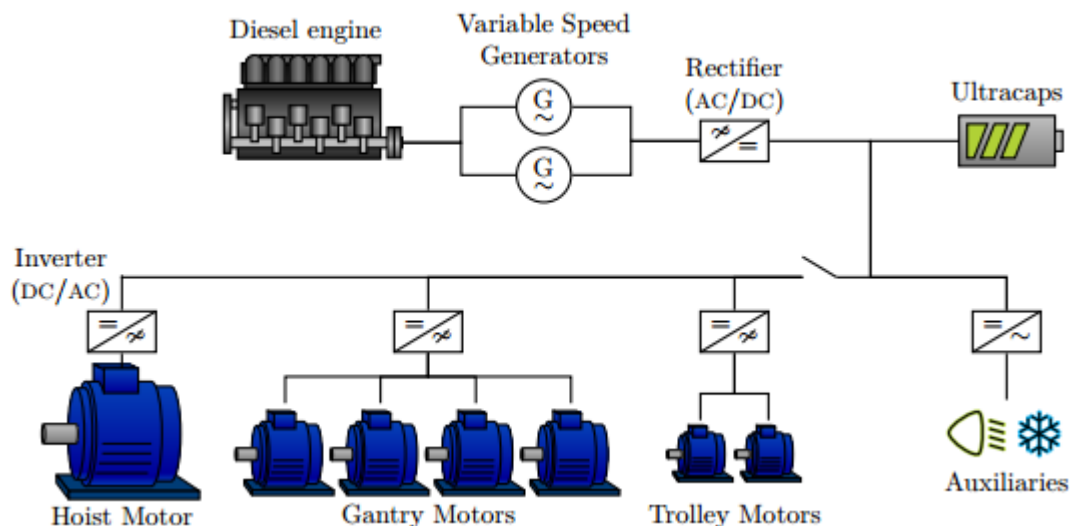 Diesel engine
Variable Speed
Generators
Rectifier
(AC/DC)
Ultracaps
G
~
G
~
=
Inverter
(DC/AC)
=
=
=
=
~
Hoist Motor
Gantry Motors
Trolley Motors
Auxiliaries